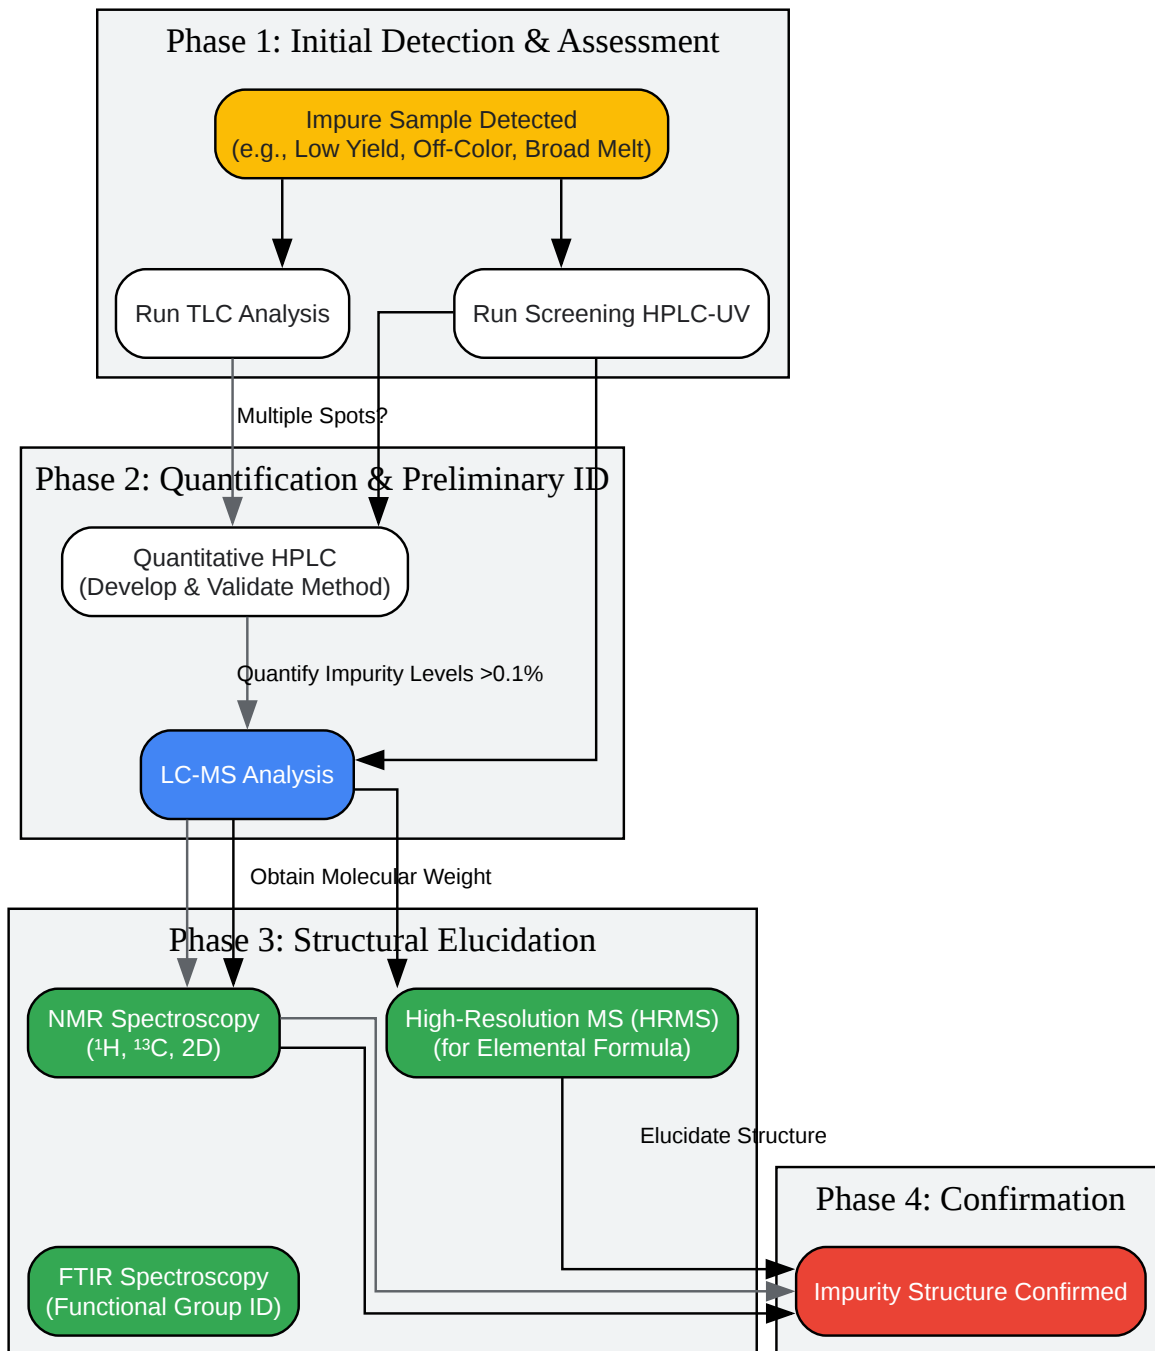 Phase 1: Initial Detection & Assessment
Impure Sample Detected
(e.g., Low Yield, Off-Color, Broad Melt)
Run TLC Analysis
Run Screening HPLC-UV
Multiple Spots?
Phase 2: Quantification & Preliminary ID
Quantitative HPLC
(Develop & Validate Method)
Quantify Impurity Levels >0.1%
LC-MS Analysis
Obtain Molecular Weight
Phase 3: Structural Elucidation
NMR Spectroscopy
(¹H, ¹³C, 2D)
High-Resolution MS (HRMS)
(for Elemental Formula)
Elucidate Structure
Phase 4: Confirmation
FTIR Spectroscopy
(Functional Group ID)
Impurity Structure Confirmed